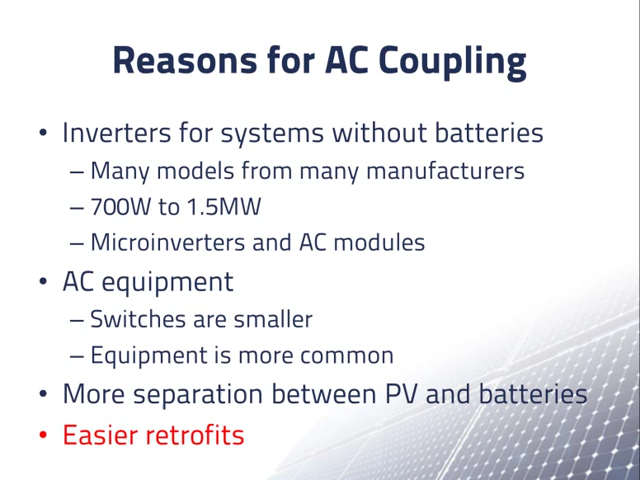 Reasons for AC Coupling
• Inverters for systems without batteries
– Many models from many manufacturers
– 700W to 1.5MW
– Microinverters and AC modules
• AC equipment
– Switches are smaller
– Equipment is more common
• More separation between PV and batteries
• Easier retrofits